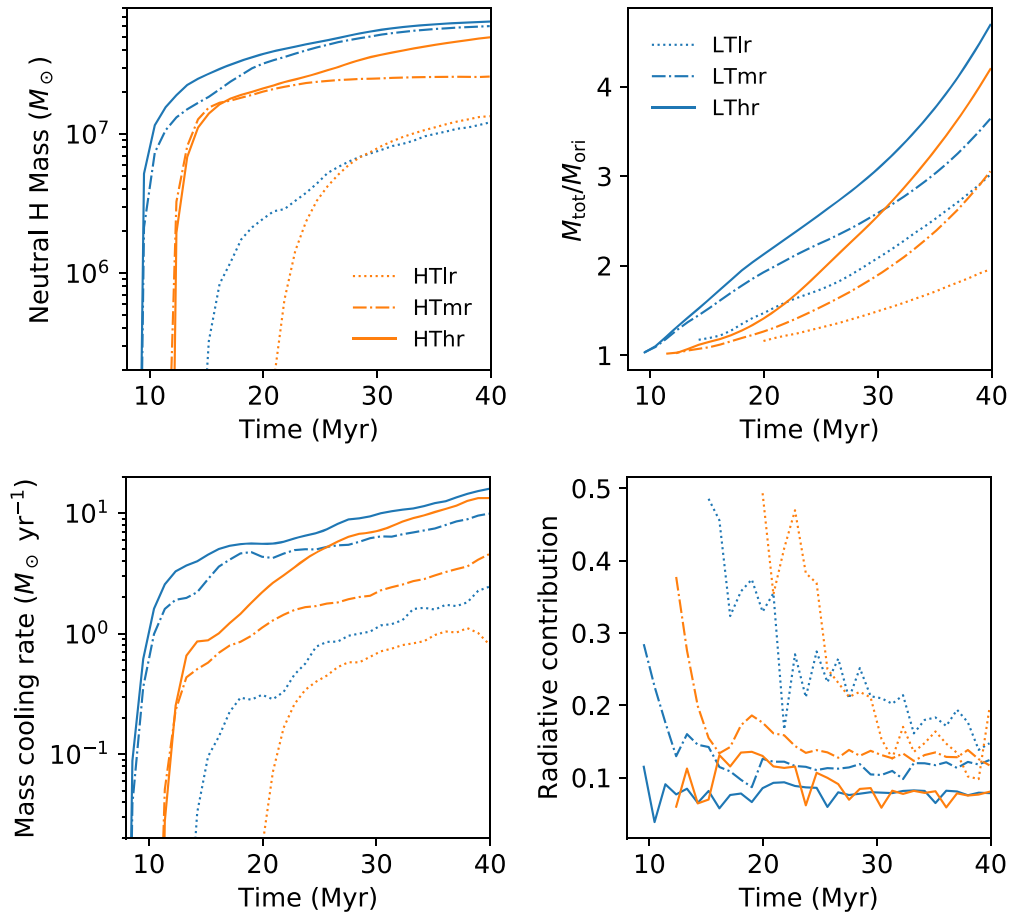 Neutral H Mass (M⊙)
10⁷
10⁶
HTlr
HTmr
HThr
10
20
30
40
Time (Myr)
Mtot/Mori
4
3
2
1
LTlr
LTmr
LThr
10
20
30
40
Time (Myr)
Mass cooling rate (M⊙ yr⁻¹)
10¹
10⁰
10⁻¹
10
20
30
40
Time (Myr)
Radiative contribution
0.5
0.4
0.3
0.2
0.1
10
20
30
40
Time (Myr)